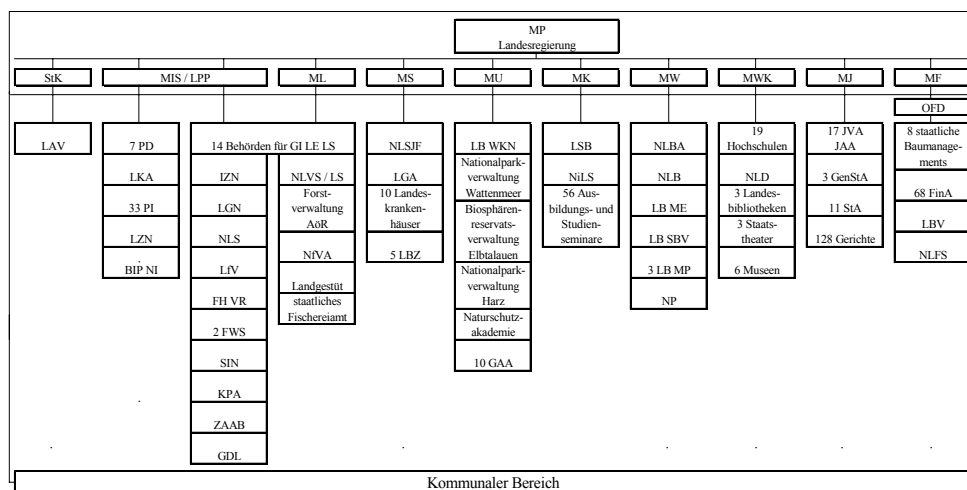 MP
Landesregierung
StK
MIS / LPP
ML
MS
MU
MK
MW
MWK
MJ
MF
OFD
LAV
7 PD
LKA
33 PI
LZN
BIP NI
14 Behörden für GI LE LS
IZN
LGN
NLS
LfV
FH VR
2 FWS
SIN
KPA
ZAAB
GDL
NLVS / LS
Forst-
verwaltung
AöR
NfVA
Landgestüt
staatliches
Fischereiamt
NLSJF
LGA
10 Landes-
kranken-
häuser
5 LBZ
LB WKN
Nationalpark-
verwaltung
Wattenmeer
Biosphären-
reservats-
verwaltung
Elbtalauen
Nationalpark-
verwaltung
Harz
Naturschutz-
akademie
10 GAA
LSB
NiLS
56 Aus-
bildungs- und
Studien-
seminare
NLBA
NLB
LB ME
LB SBV
3 LB MP
NP
19
Hochschulen
NLD
3 Landes-
bibliotheken
3 Staats-
theater
6 Museen
17 JVA
JAA
3 GenStA
11 StA
128 Gerichte
8 staatliche
Baumanage-
ments
68 FinA
LBV
NLFS
Kommunaler Bereich